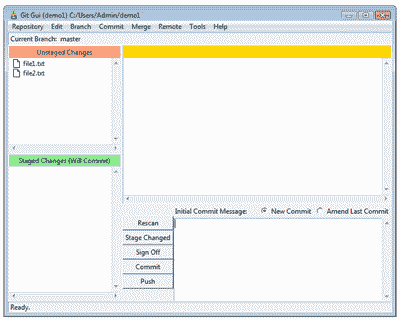 Git Gui (demo1) C:/Users/Admin/demo1
Repository Edit Branch Commit Merge Remote Tools Help
Current Branch: master
Unstaged Changes
file1.txt
file2.txt
Staged Changes (Will Commit)
Initial Commit Message: New Commit Amend Last Commit
Rescan
Stage Changed
Sign Off
Commit
Push
Ready.